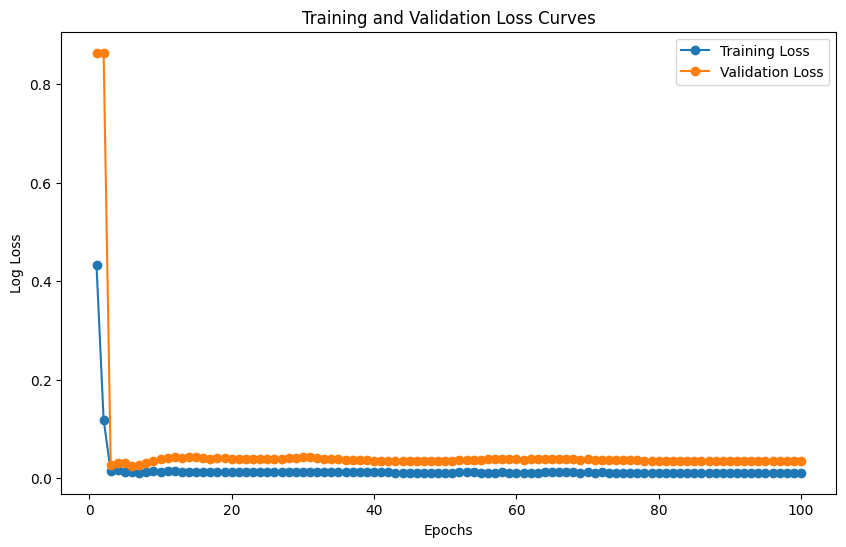 Training and Validation Loss Curves
Training Loss
Validation Loss
Log Loss
0.8
0.6
0.4
0.2
0.0
0
20
40
60
80
100
Epochs